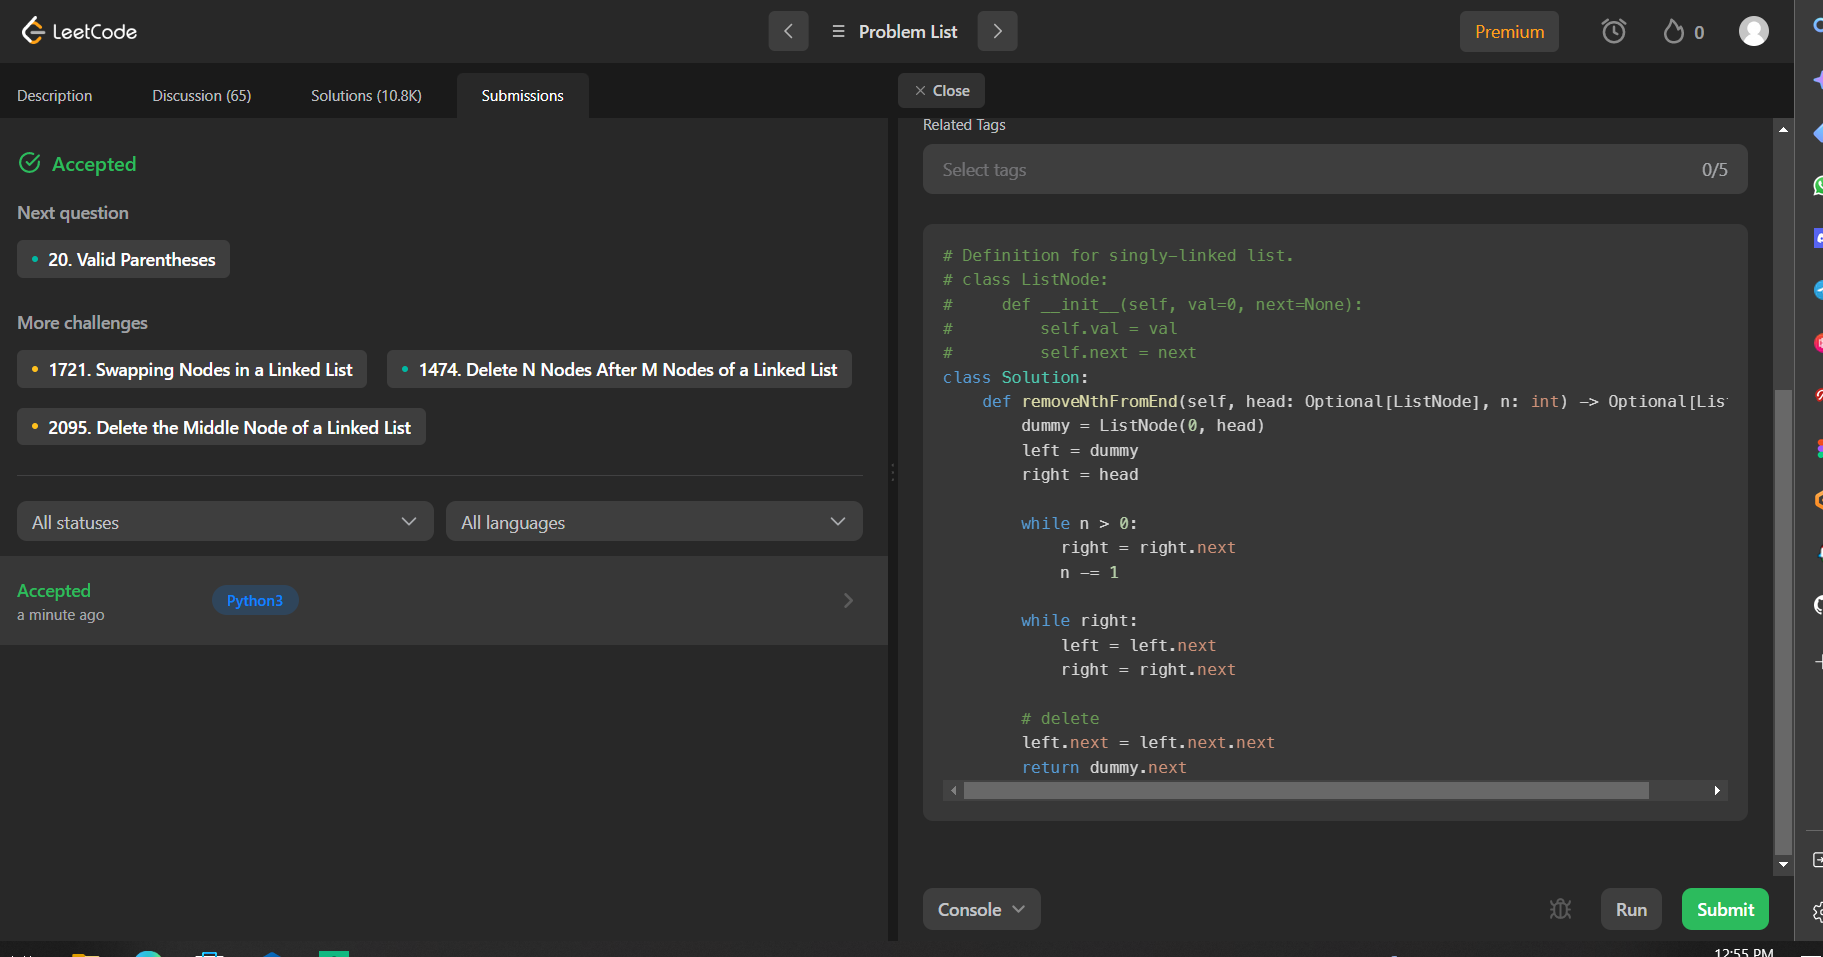 LeetCode
Problem List
Premium
0
Description
Discussion (65)
Solutions (10.8K)
Submissions
Close
Accepted
Next question
20. Valid Parentheses
More challenges
1721. Swapping Nodes in a Linked List
1474. Delete N Nodes After M Nodes of a Linked List
2095. Delete the Middle Node of a Linked List
All statuses
All languages
Accepted
a minute ago
Python3
Related Tags
Select tags
0/5
# Definition for singly-linked list.
# class ListNode:
#     def __init__(self, val=0, next=None):
#         self.val = val
#         self.next = next
class Solution:
    def removeNthFromEnd(self, head: Optional[ListNode], n: int) -> Optional[Lis
        dummy = ListNode(0, head)
        left = dummy
        right = head
        while n > 0:
            right = right.next
            n -= 1
        while right:
            left = left.next
            right = right.next
        # delete
        left.next = left.next.next
        return dummy.next
Console
Run
Submit
12:55 PM